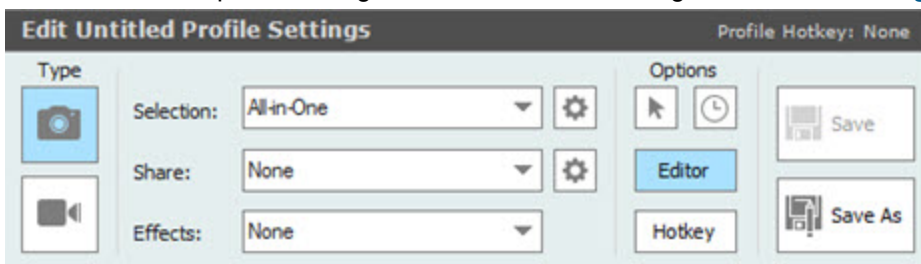 Edit Untitled Profile Settings
Profile Hotkey: None
Type
Options
Selection: All-in-One
Save
Share: None
Editor
Save As
Effects: None
Hotkey